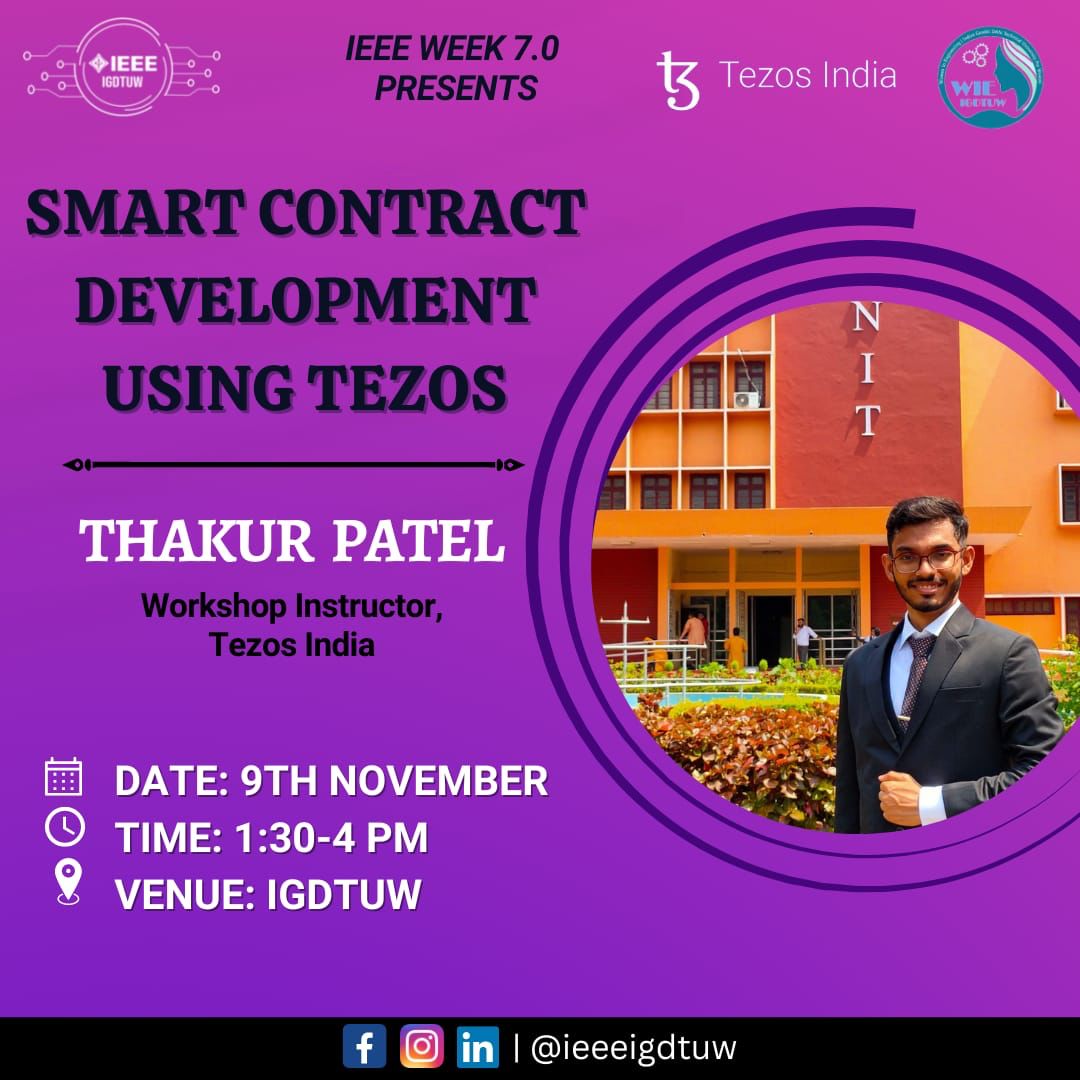 IEEE
IGDTUW
IEEE WEEK 7.0
PRESENTS
Tezos India
WIE
IGDTUW
SMART CONTRACT
DEVELOPMENT
USING TEZOS
THAKUR PATEL
Workshop Instructor,
Tezos India
N
I
T
DATE: 9TH NOVEMBER
TIME: 1:30-4 PM
VENUE: IGDTUW
| @ieeeigdtuw